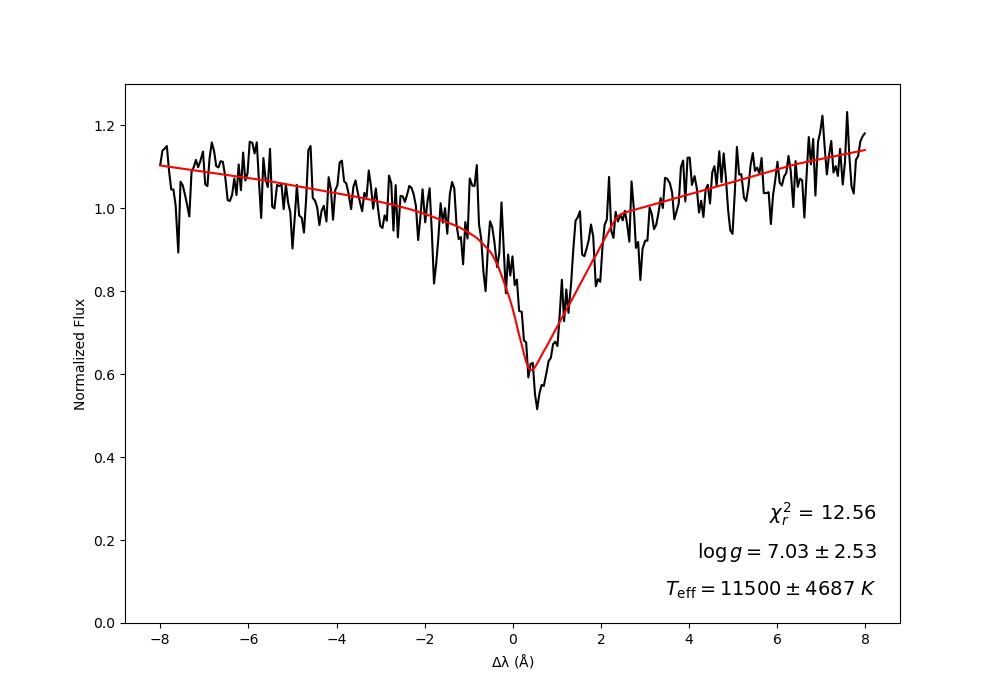 Normalized Flux
1.2
1.0
0.8
0.6
0.4
0.2
0.0
χ²ᵣ = 12.56
log g = 7.03 ± 2.53
T_eff = 11500 ± 4687 K
−8 −6 −4 −2 0 2 4 6 8
Δλ (Å)